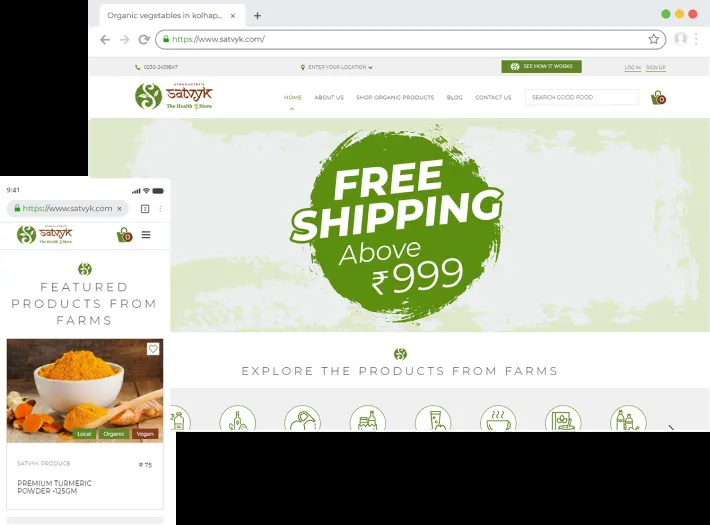 Organic vegetables in kolhap... × +
https://www.satvyk.com/
0230-2439847
ENTER YOUR LOCATION
SEE HOW IT WORKS
LOG IN
SIGN UP
satvyk
The Health Store
HOME
ABOUT US
SHOP ORGANIC PRODUCTS
BLOG
CONTACT US
SEARCH GOOD FOOD
0
FREE
SHIPPING
Above
₹999
EXPLORE THE PRODUCTS FROM FARMS
9:41
https://www.satvyk.com ×
satvyk
The Health Store
0
FEATURED
PRODUCTS FROM
FARMS
Local
Organic
Vegan
SATVYK PRODUCE
₹ 75
PREMIUM TURMERIC
POWDER -125GM